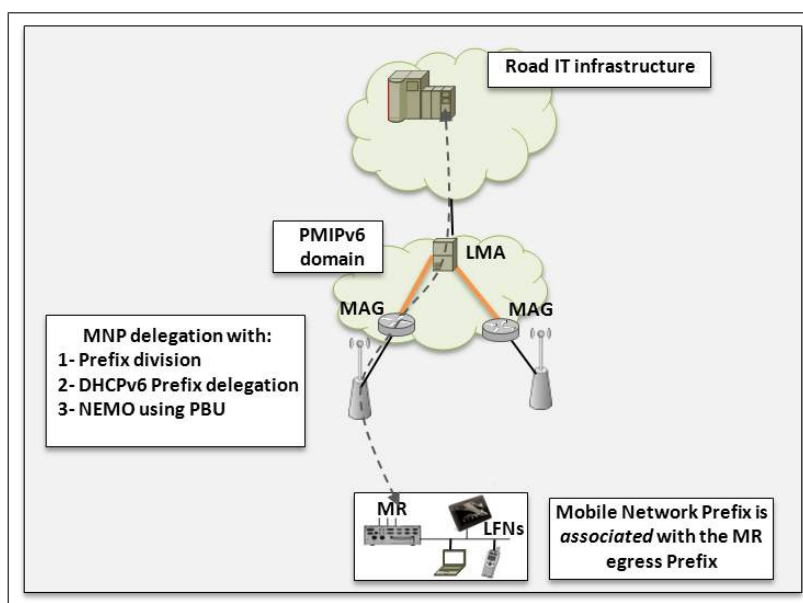 Road IT infrastructure
PMIPv6
domain
LMA
MAG
MAG
MNP delegation with:
1- Prefix division
2- DHCPv6 Prefix delegation
3- NEMO using PBU
MR
LFNs
Mobile Network Prefix is
associated with the MR
egress Prefix